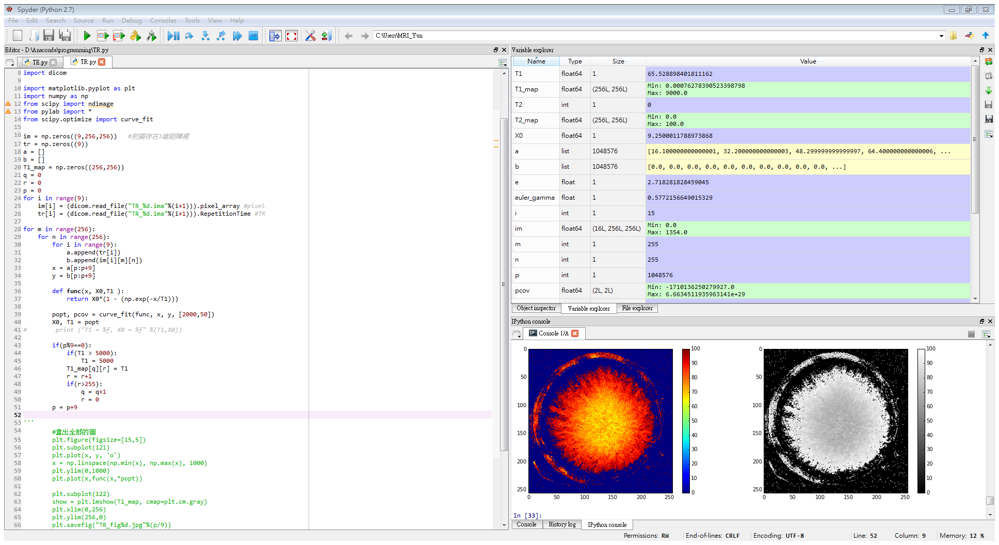 Spyder (Python 2.7)
File Edit Search Source Run Debug Consoles Tools View Help
C:\Users\MRI_Yun
Editor - D:\Anaconda\programming\TR.py
TE.py
TR.py
8 import dicom
9
10 import matplotlib.pyplot as plt
11 import numpy as np
12 from scipy import ndimage
13 from pylab import *
14 from scipy.optimize import curve_fit
15
16 im = np.zeros((9,256,256)) #把圖存在3維距陣裡
17 tr = np.zeros((9))
18 a = []
19 b = []
20 T1_map = np.zeros((256,256))
21 q = 0
22 r = 0
23 p = 0
24 for i in range(9):
25 im[i] = (dicom.read_file("TR_%d.ima"%(i+1))).pixel_array #pixel
26 tr[i] = (dicom.read_file("TR_%d.ima"%(i+1))).RepetitionTime #TR
27
28 for m in range(256):
29 for n in range(256):
30 for i in range(9):
31 a.append(tr[i])
32 b.append(im[i][m][n])
33 x = a[p:p+9]
34 y = b[p:p+9]
35
36 def func(x, X0,T1 ):
37 return X0*(1 - (np.exp(-x/T1)))
38
39 popt, pcov = curve_fit(func, x, y, [2000,50])
40 X0, T1 = popt
41 # print ("T1 = %f, X0 = %f" %(T1,X0))
42
43 if(p%9==0):
44 if(T1 > 5000):
45 T1 = 5000
46 T1_map[q][r] = T1
47 r = r+1
48 if(r>255):
49 q = q+1
50 r = 0
51 p = p+9
52
53 '''
54 #畫出全部的圖
55 plt.figure(figsize=[15,5])
56 plt.subplot(121)
57 plt.plot(x, y, 'o')
58 x = np.linspace(np.min(x), np.max(x), 1000)
59 plt.ylim(0,1000)
60 plt.plot(x,func(x,*popt))
61
62 plt.subplot(122)
63 show = plt.imshow(T1_map, cmap=plt.cm.gray)
64 plt.xlim(0,256)
65 plt.ylim(256,0)
66 plt.savefig("TR_fig%d.jpg"%(p/9))
Variable explorer
Name Type Size Value
T1 float64 1 65.528898401811162
T1_map float64 (256L, 256L) Min: 0.00076278390523398798
Max: 9000.0
T2 int 1 0
T2_map float64 (256L, 256L) Min: 0.0
Max: 100.0
X0 float64 1 9.2500011788973868
a list 1048576 [16.100000000000001, 32.200000000000003, 48.299999999999997, 64.400000000000006, ...
b list 1048576 [0.0, 0.0, 0.0, 0.0, 0.0, 0.0, 0.0, 0.0, 0.0, 0.0, ...]
e float 1 2.718281828459045
euler_gamma float 1 0.5772156649015329
i int 1 15
im float64 (16L, 256L, 256L) Min: 0.0
Max: 1354.0
m int 1 255
n int 1 255
p int 1 1048576
pcov float64 (2L, 2L) Min: -1710136250279927.0
Max: 6.6634511935963141e+29
Object inspector Variable explorer File explorer
IPython console
IP: Console 1/A
0
50
100
150
200
250
0 50 100 150 200 250
100
90
80
70
60
50
40
30
20
10
0
0
50
100
150
200
250
0 50 100 150 200 250
100
90
80
70
60
50
40
30
20
10
0
In [33]:
Console History log IPython console
Permissions: RW End-of-lines: CRLF Encoding: UTF-8 Line: 52 Column: 9 Memory: 12 %